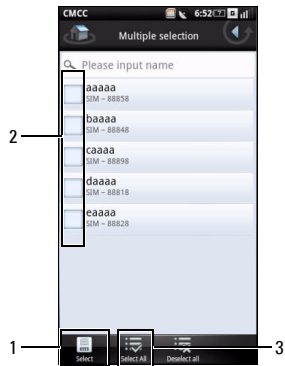 CMCC 6:52
Multiple selection
Please input name
aaaaa
SIM – 88858
2
baaaa
SIM – 88848
caaaa
SIM – 88898
daaaa
SIM – 88818
eaaaa
SIM – 88828
1
3
Select Select All Deselect all